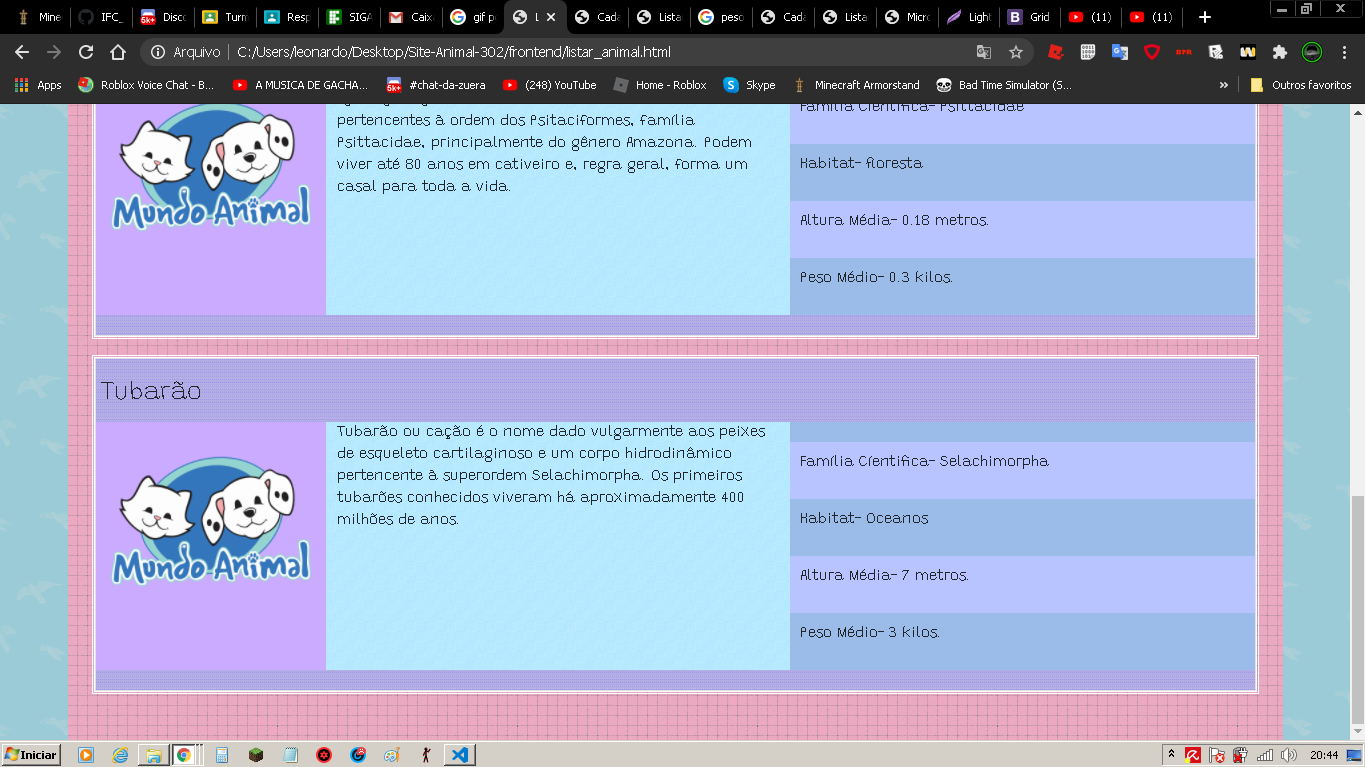 Mine
IFC_
Disco
Turm
Resp
SIGA
Caix
gif p
L
Cada
Lista
peso
Cada
Lista
Micro
Light
Grid
(11)
(11)
Arquivo | C:/Users/leonardo/Desktop/Site-Animal-302/frontend/listar_animal.html
Apps
Roblox Voice Chat - B...
A MUSICA DE GACHA...
#chat-da-zuera
(248) YouTube
Home - Roblox
Skype
Minecraft Armorstand
Bad Time Simulator (S...
»
Outros favoritos
Mundo Animal
pertencentes à ordem dos Psitaciformes, família
Psittacidae, principalmente do gênero Amazona. Podem
viver até 80 anos em cativeiro e, regra geral, forma um
casal para toda a vida.
Família Científica- Psittacidae
Habitat- floresta
Altura Média- 0.18 metros.
Peso Médio- 0.3 kilos.
Tubarão
Mundo Animal
Tubarão ou cação é o nome dado vulgarmente aos peixes
de esqueleto cartilaginoso e um corpo hidrodinâmico
pertencente à superordem Selachimorpha. Os primeiros
tubarões conhecidos viveram há aproximadamente 400
milhões de anos.
Família Científica- Selachimorpha
Habitat- Oceanos
Altura Média- 7 metros.
Peso Médio- 3 kilos.
Iniciar
20:44